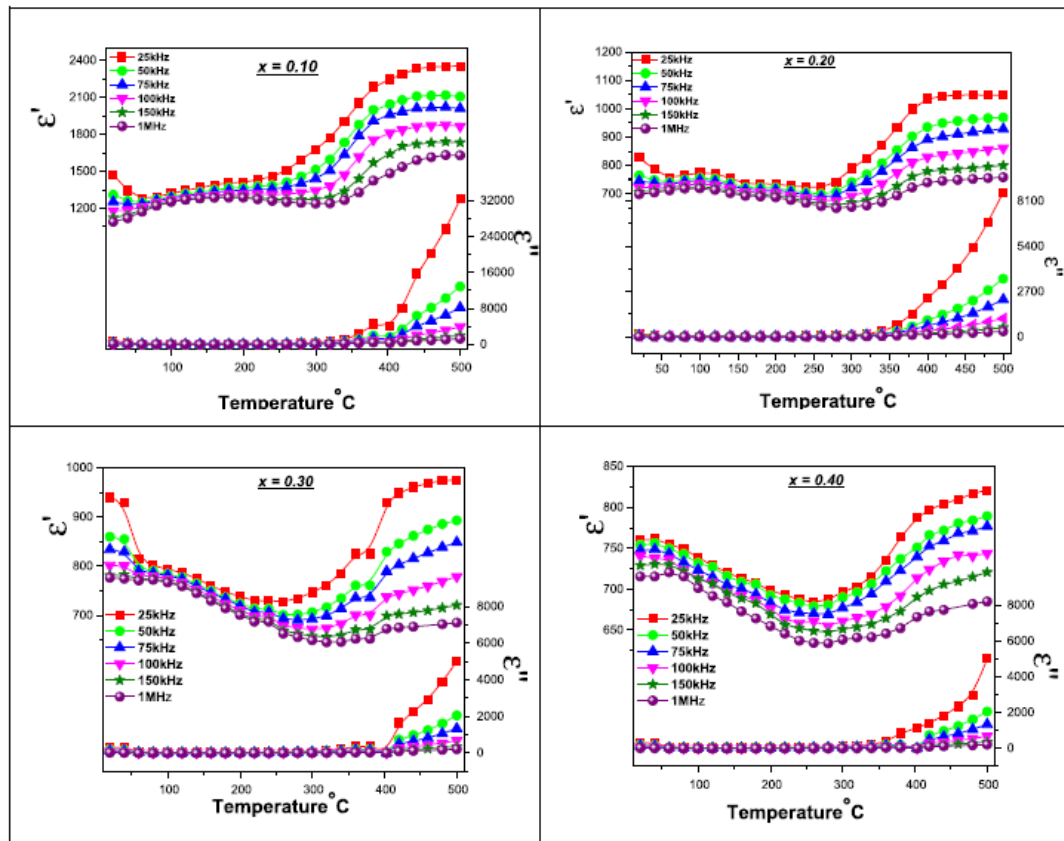 x = 0.10
ε'
2400
2100
1800
1500
1200
25kHz
50kHz
75kHz
100kHz
150kHz
1MHz
32000
24000
16000
8000
0
ε"
100 200 300 400 500
Temperature°C
x = 0.20
ε'
1200
1100
1000
900
800
700
25kHz
50kHz
75kHz
100kHz
150kHz
1MHz
8100
5400
2700
0
ε"
50 100 150 200 250 300 350 400 450 500
Temperature°C
x = 0.30
ε'
1000
900
800
700
25kHz
50kHz
75kHz
100kHz
150kHz
1MHz
8000
6000
4000
2000
0
ε"
100 200 300 400 500
Temperature°C
x = 0.40
ε'
850
800
750
700
650
25kHz
50kHz
75kHz
100kHz
150kHz
1MHz
8000
6000
4000
2000
0
ε"
100 200 300 400 500
Temperature°C